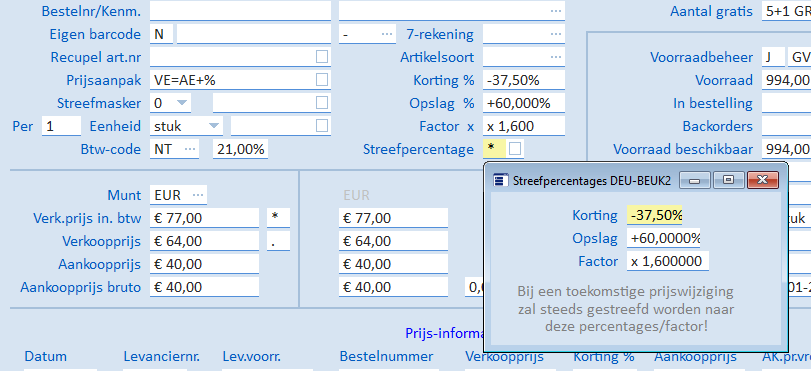 Bestelnr/Kenm. ... Aantal gratis 5+1 GR
Eigen barcode N - ... 7-rekening ...
Recupel art.nr Artikelsoort ... Voorraadbeheer J GV
Prijsaanpak VE=AE+% Korting % -37,50% Voorraad 994,00
Streefmasker 0 Opslag % +60,000% In bestelling
Per 1 Eenheid stuk Factor x x 1,600 Backorders
Btw-code NT ... 21,00% Streefpercentage * Voorraad beschikbaar 994,00
Streefpercentages DEU-BEUK2
Munt EUR ... EUR
Verk.prijs in. btw € 77,00 * € 77,00
Verkoopprijs € 64,00 . € 64,00
Aankoopprijs € 40,00 € 40,00
Aankoopprijs bruto € 40,00 € 40,00 0,0
Korting -37,50%
Opslag +60,0000%
Factor x 1,600000
Bij een toekomstige prijswijziging
zal steeds gestreefd worden naar
deze percentages/factor!
tuk
01-2
Prijs-informa
Datum Leveranciernr. Lev.voorr. Bestelnummer Verkoopprijs Korting % Aankoopprijs AK.pr.vr